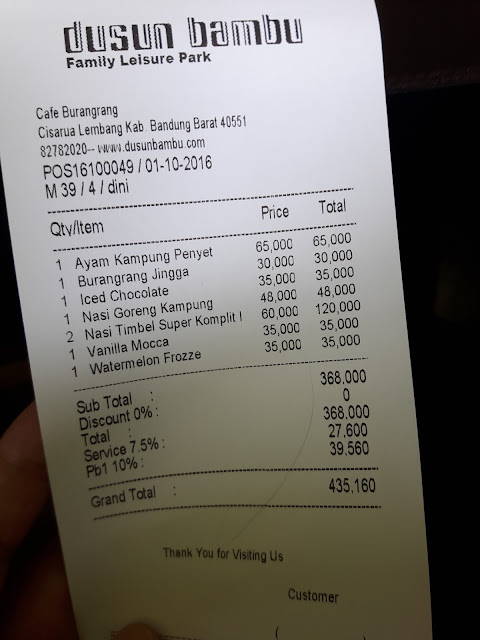 dusun bambu
Family Leisure Park
Cafe Burangrang
Cisarua Lembang Kab. Bandung Barat 40551
82782020-- www.dusunbambu.com
POS16100049 / 01-10-2016
M 39 / 4 / dini
Qty/Item Price Total
1 Ayam Kampung Penyet 65,000 65,000
1 Burangrang Jingga 30,000 30,000
1 Iced Chocolate 35,000 35,000
1 Nasi Goreng Kampung 48,000 48,000
2 Nasi Timbel Super Komplit I 60,000 120,000
1 Vanilla Mocca 35,000 35,000
1 Watermelon Frozze 35,000 35,000
Sub Total : 368,000
Discount 0% : 0
Total : 368,000
Service 7.5% : 27,600
Pb1 10% : 39,560
Grand Total : 435,160
Thank You for Visiting Us
Customer
( )